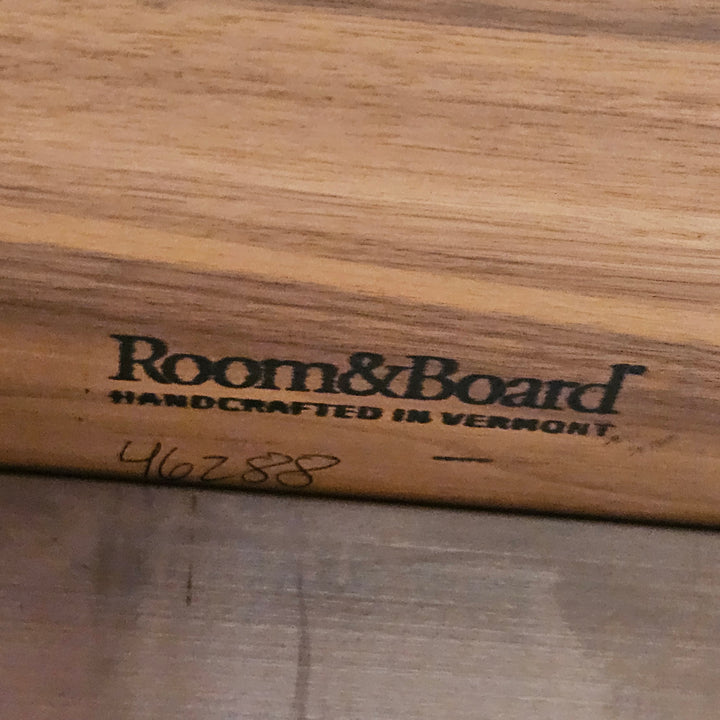 Room&Board
HANDCRAFTED IN VERMONT
46288 —